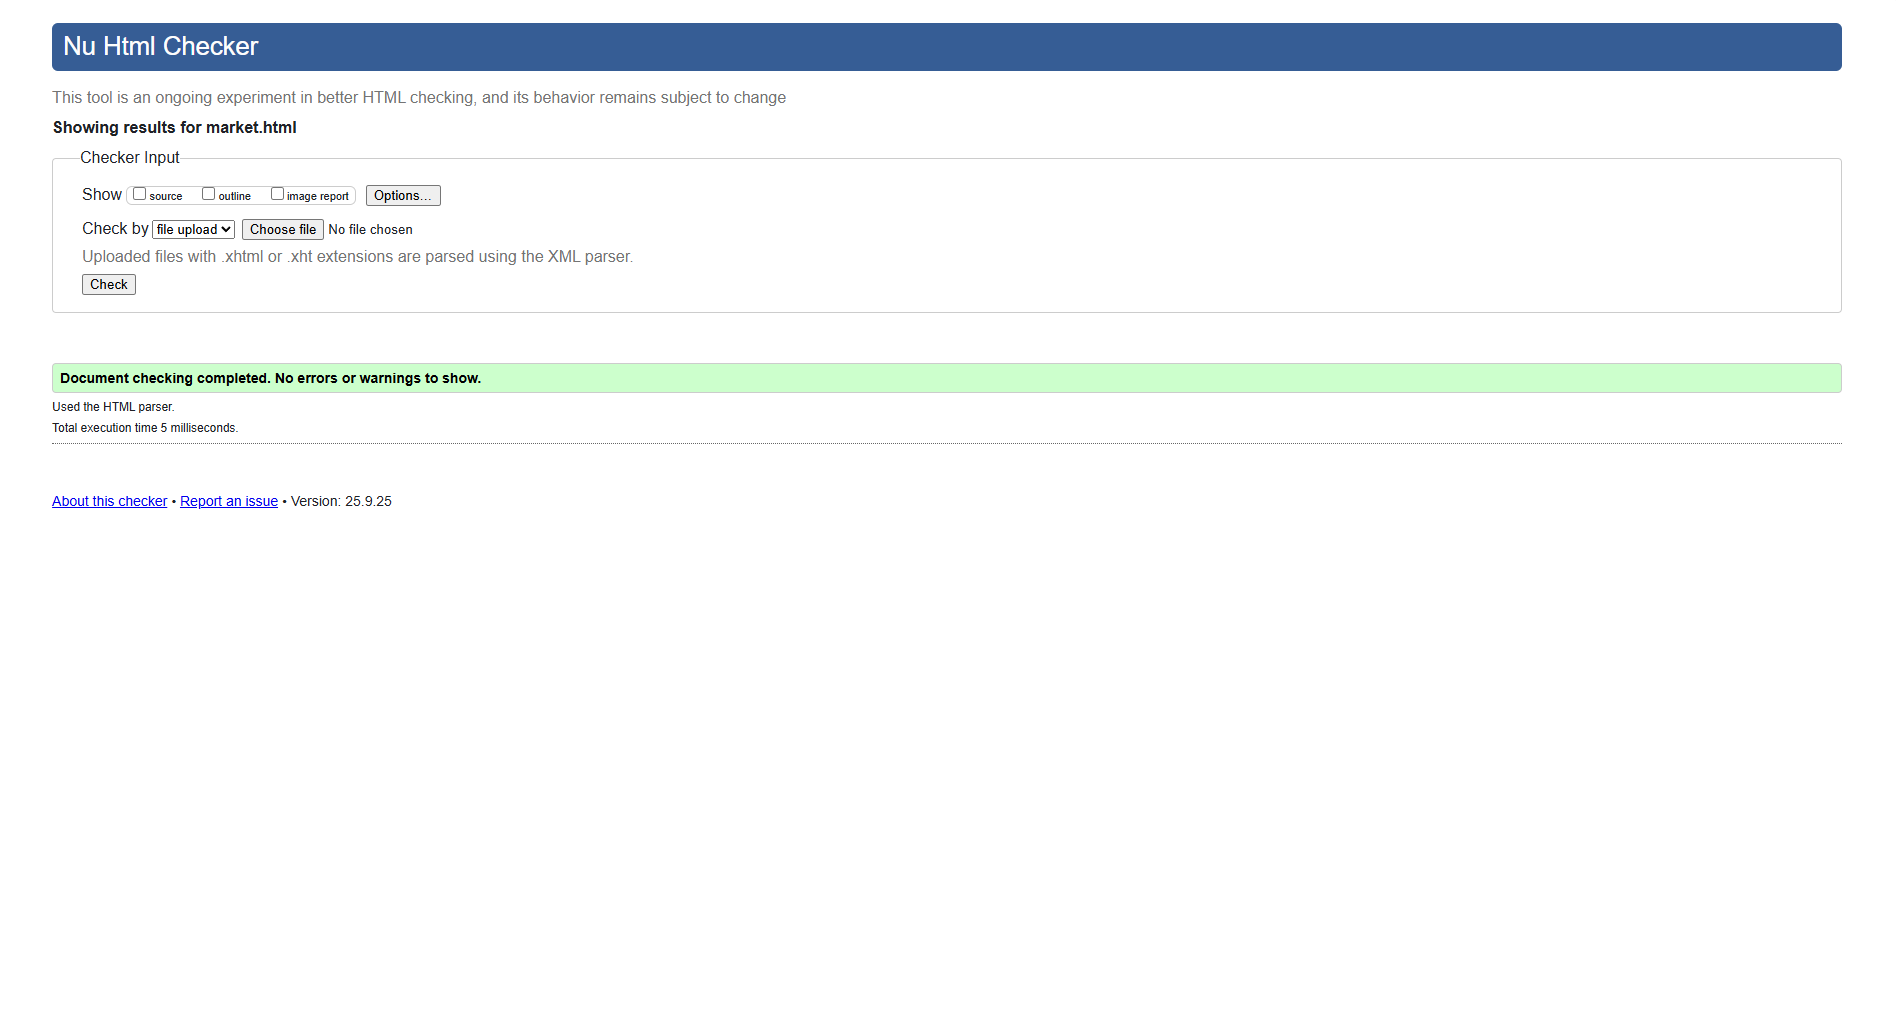 Nu Html Checker
This tool is an ongoing experiment in better HTML checking, and its behavior remains subject to change
Showing results for market.html
Checker Input
Show source outline image report Options...
Check by file upload Choose file No file chosen
Uploaded files with .xhtml or .xht extensions are parsed using the XML parser.
Check
Document checking completed. No errors or warnings to show.
Used the HTML parser.
Total execution time 5 milliseconds.
About this checker • Report an issue • Version: 25.9.25